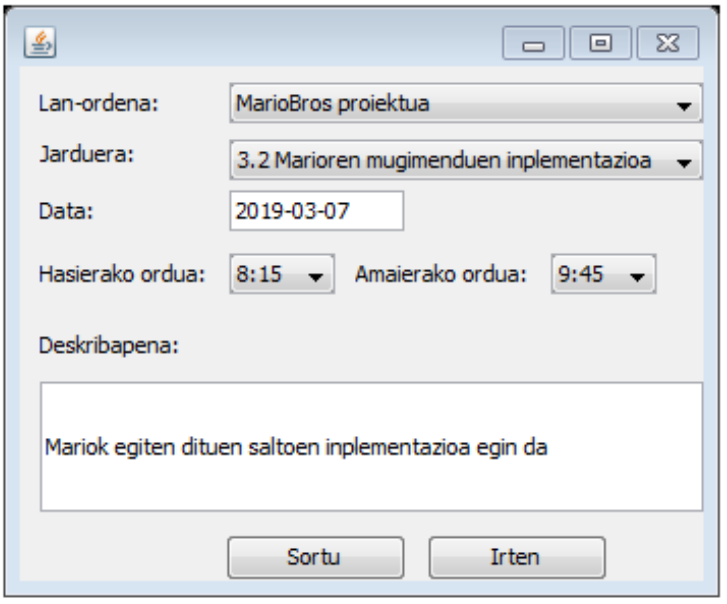 Lan-ordena: MarioBros proiektua
Jarduera: 3.2 Marioren mugimenduen inplementazioa
Data: 2019-03-07
Hasierako ordua: 8:15 Amaierako ordua: 9:45
Deskribapena:
Mariok egiten dituen saltoen inplementazioa egin da
Sortu Irten